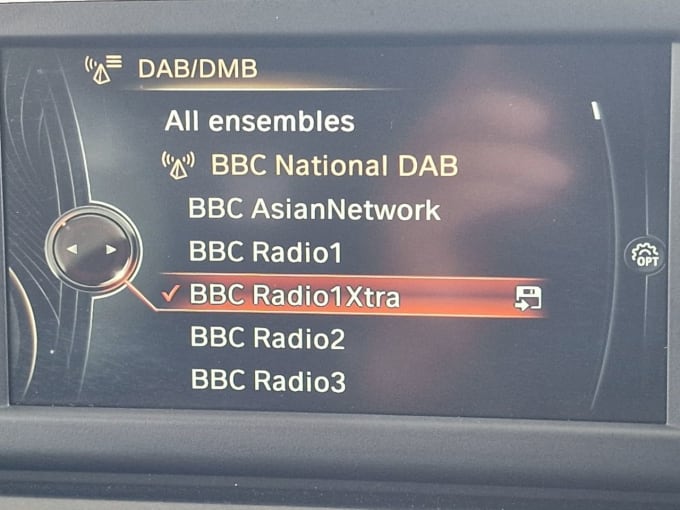 DAB/DMB
All ensembles
BBC National DAB
BBC AsianNetwork
BBC Radio1
BBC Radio1Xtra
OPT
BBC Radio2
BBC Radio3